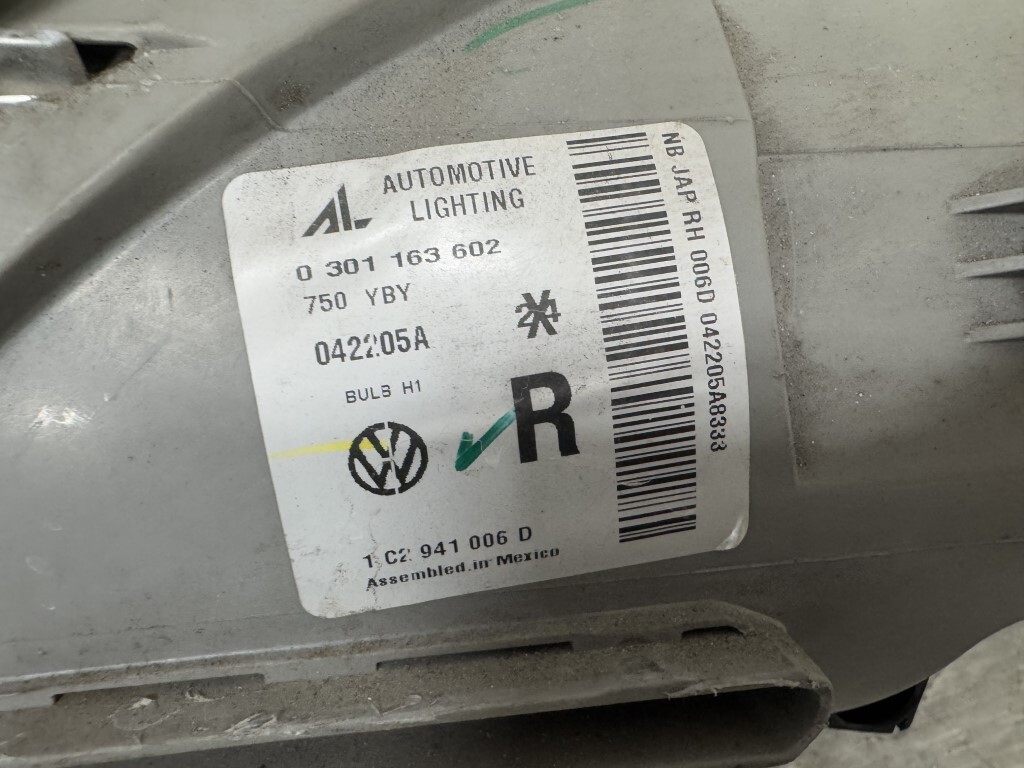 AL AUTOMOTIVE
LIGHTING
0 301 163 602
750 YBY
042205A
BULB H1
R
1 C2 941 006 D
Assembled in Mexico
NB JAP RH 006D 042205A8333